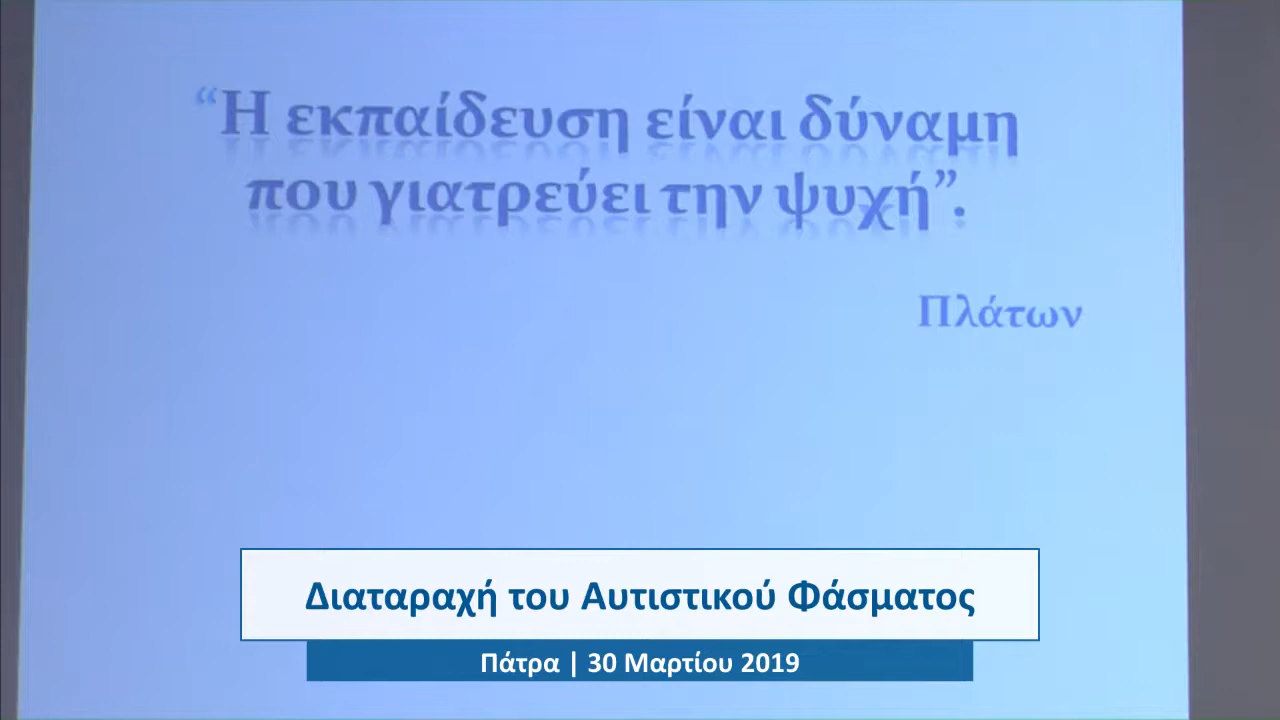 “Η εκπαίδευση είναι δύναμη
που γιατρεύει την ψυχή”.
Πλάτων
Διαταραχή του Αυτιστικού Φάσματος
Πάτρα | 30 Μαρτίου 2019